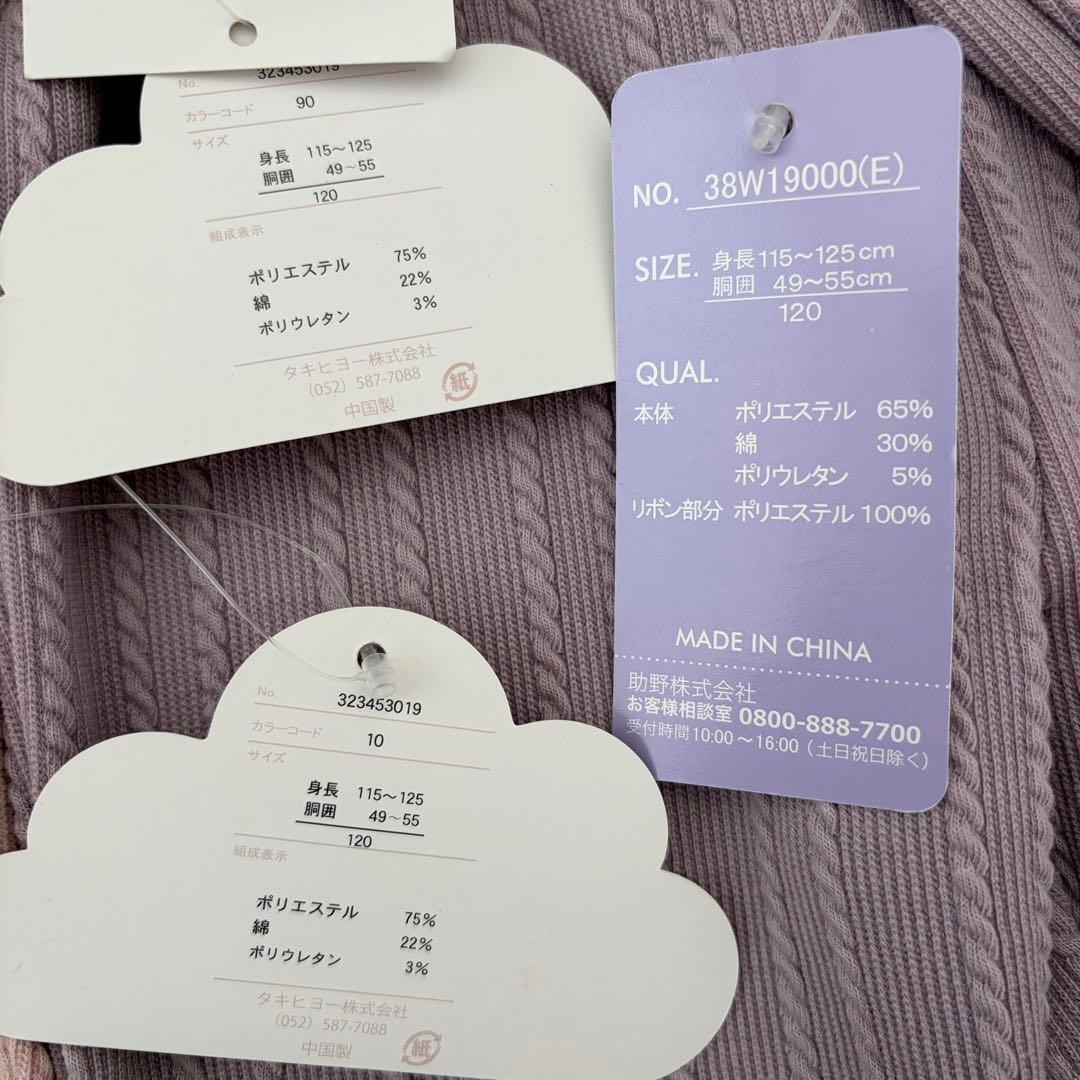 No. 323453019
カラーコード 90
サイズ
身長 115〜125
胴囲 49〜55
120
組成表示
ポリエステル 75%
綿 22%
ポリウレタン 3%
タキヒヨー株式会社
(052) 587-7088
中国製
紙
NO. 38W19000(E)
SIZE. 身長115〜125cm
胴囲 49〜55cm
120
QUAL.
本体 ポリエステル 65%
綿 30%
ポリウレタン 5%
リボン部分 ポリエステル 100%
MADE IN CHINA
助野株式会社
お客様相談室 0800-888-7700
受付時間10:00〜16:00（土日祝日除く）
No. 323453019
カラーコード 10
サイズ
身長 115〜125
胴囲 49〜55
120
組成表示
ポリエステル 75%
綿 22%
ポリウレタン 3%
タキヒヨー株式会社
(052) 587-7088
中国製
紙